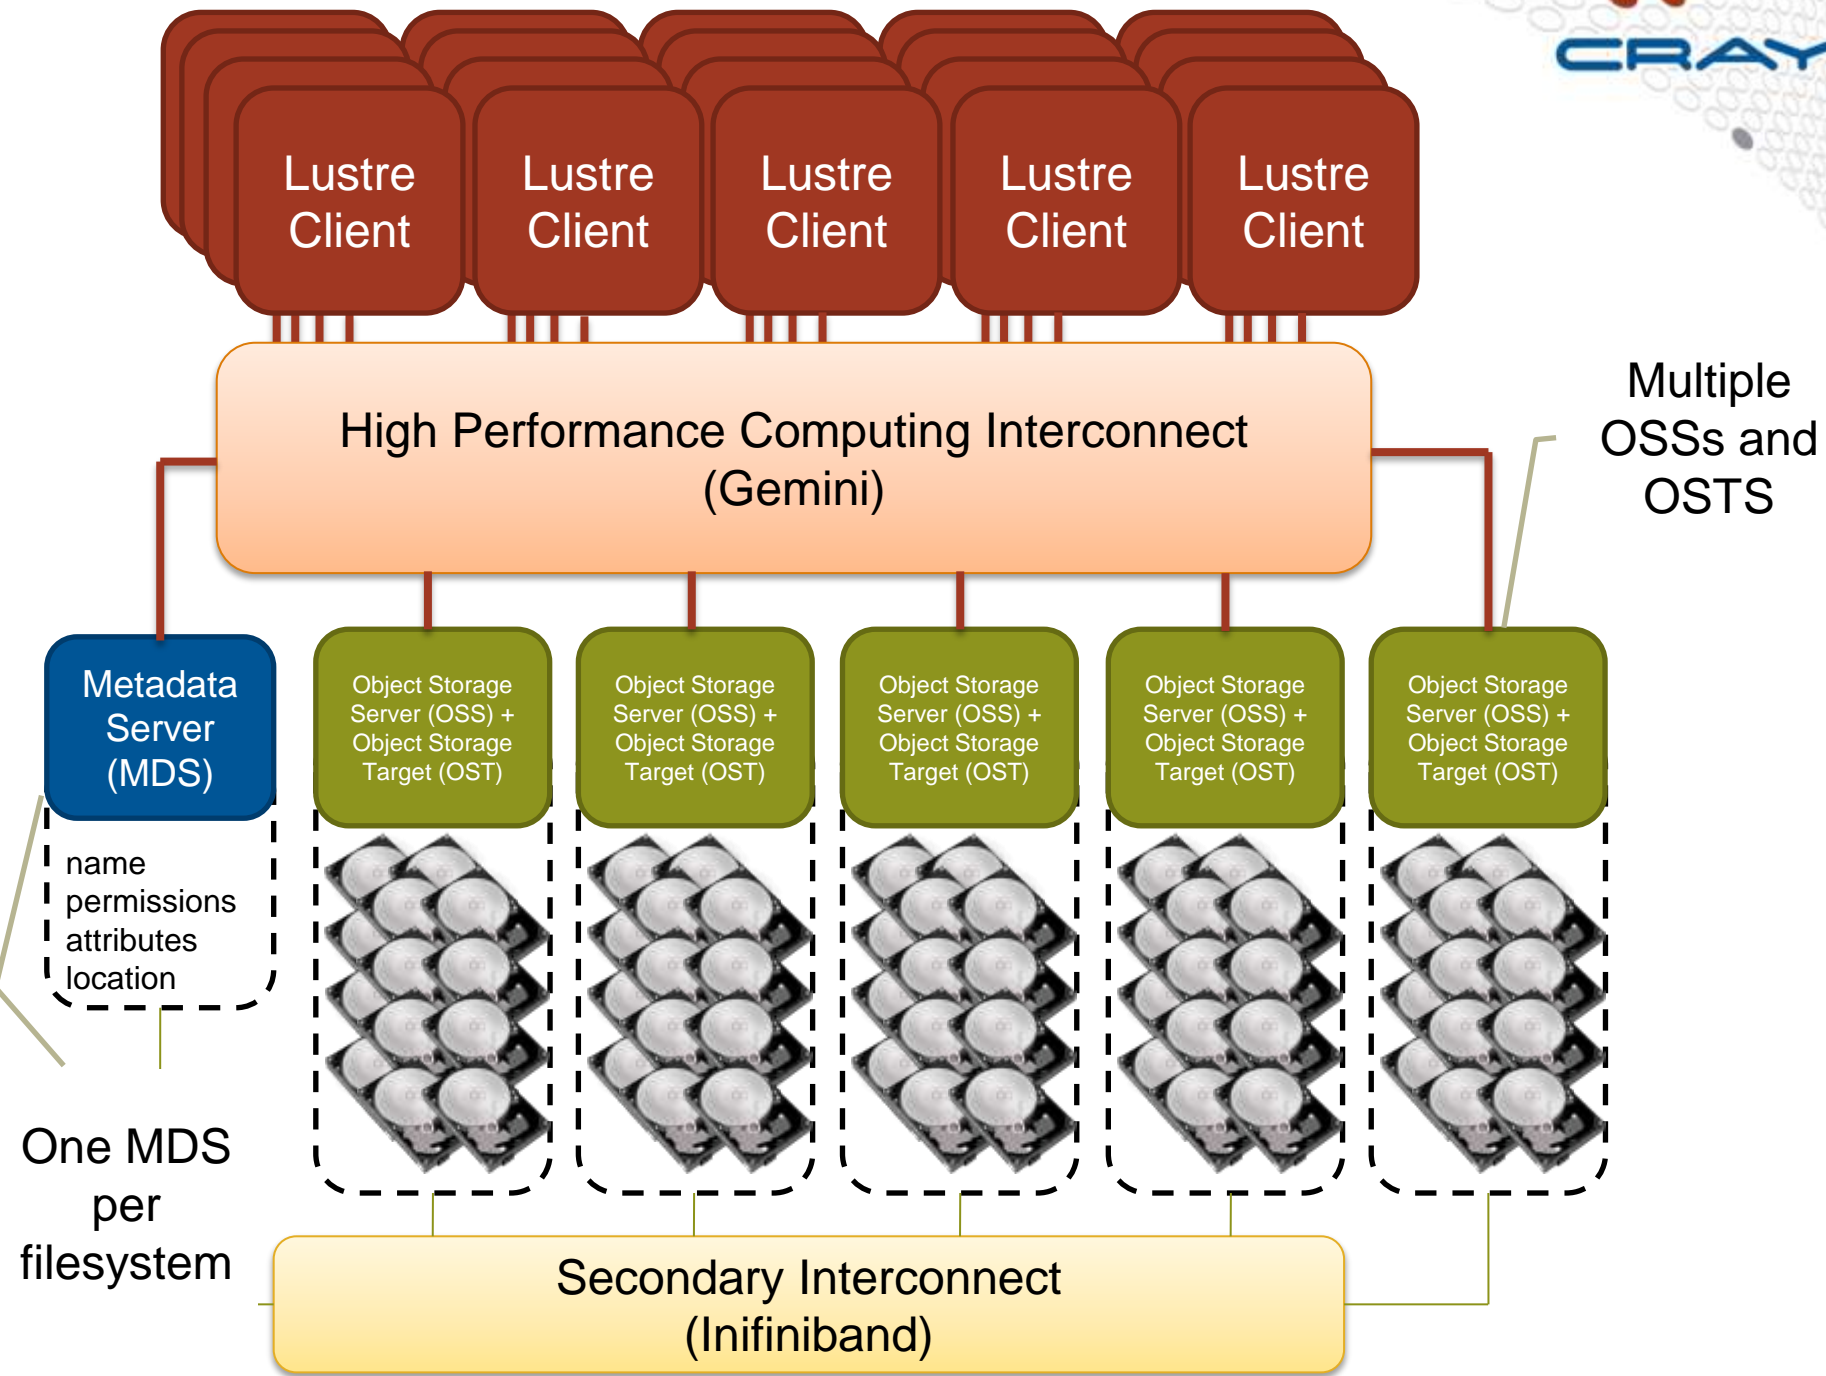 CRAY
Lustre
Client
Lustre
Client
Lustre
Client
Lustre
Client
Lustre
Client
High Performance Computing Interconnect
(Gemini)
Multiple
OSSs and
OSTS
Metadata
Server
(MDS)
Object Storage
Server (OSS) +
Object Storage
Target (OST)
Object Storage
Server (OSS) +
Object Storage
Target (OST)
Object Storage
Server (OSS) +
Object Storage
Target (OST)
Object Storage
Server (OSS) +
Object Storage
Target (OST)
Object Storage
Server (OSS) +
Object Storage
Target (OST)
name
permissions
attributes
location
One MDS
per
filesystem
Secondary Interconnect
(Inifiniband)